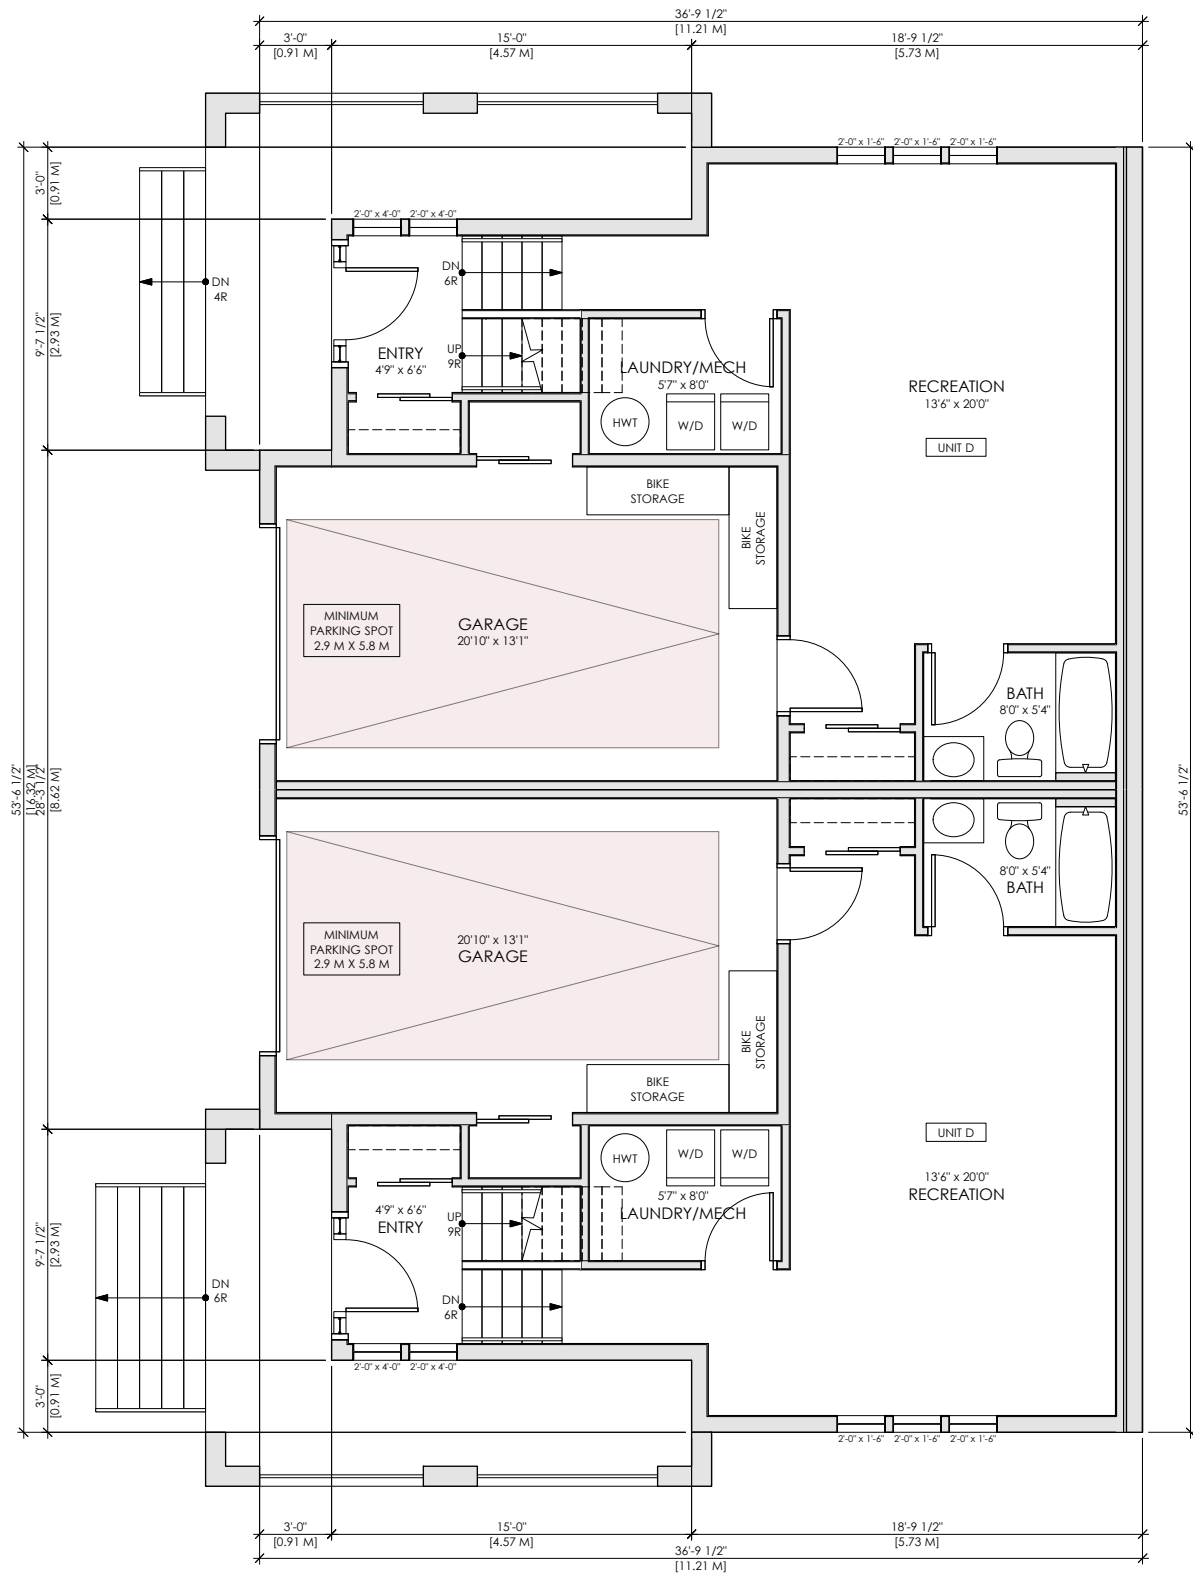 36'-9 1/2"
[11.21 M]
3'-0"
[0.91 M]
15'-0"
[4.57 M]
18'-9 1/2"
[5.73 M]
2'-0" x 1'-6"
2'-0" x 1'-6"
2'-0" x 1'-6"
3'-0"
[0.91 M]
2'-0" x 4'-0"
2'-0" x 4'-0"
DN
4R
DN
6R
9'-7 1/2"
[2.93 M]
ENTRY
4'9" x 6'6"
UP
9R
LAUNDRY/MECH
5'7" x 8'0"
HWT
W/D
W/D
RECREATION
13'6" x 20'0"
UNIT D
BIKE
STORAGE
BIKE
STORAGE
MINIMUM
PARKING SPOT
2.9 M X 5.8 M
GARAGE
20'10" x 13'1"
BATH
8'0" x 5'4"
53'-6 1/2"
[16.32 M]
28'-3 1/2"
[8.62 M]
53'-6 1/2"
8'0" x 5'4"
BATH
MINIMUM
PARKING SPOT
2.9 M X 5.8 M
20'10" x 13'1"
GARAGE
BIKE
STORAGE
BIKE
STORAGE
UNIT D
13'6" x 20'0"
RECREATION
HWT
W/D
W/D
5'7" x 8'0"
LAUNDRY/MECH
4'9" x 6'6"
ENTRY
UP
9R
9'-7 1/2"
[2.93 M]
DN
6R
DN
6R
2'-0" x 4'-0"
2'-0" x 4'-0"
3'-0"
[0.91 M]
2'-0" x 1'-6"
2'-0" x 1'-6"
2'-0" x 1'-6"
3'-0"
[0.91 M]
15'-0"
[4.57 M]
18'-9 1/2"
[5.73 M]
36'-9 1/2"
[11.21 M]